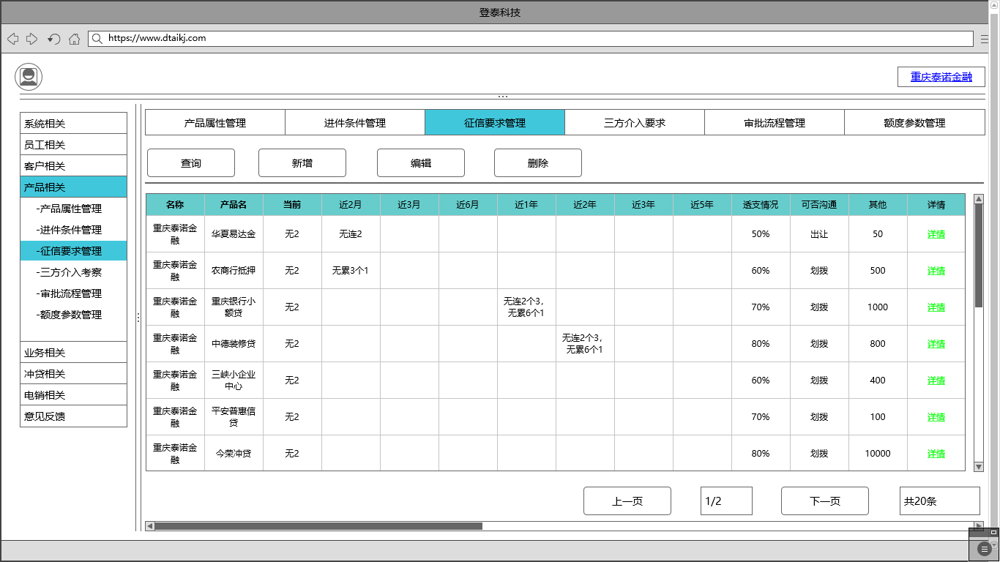 登泰科技
https://www.dtaikj.com
重庆泰诺金融
系统相关
员工相关
客户相关
产品相关
-产品属性管理
-进件条件管理
-征信要求管理
-三方介入考察
-审批流程管理
-额度参数管理
业务相关
冲贷相关
电销相关
意见反馈
产品属性管理 进件条件管理 征信要求管理 三方介入要求 审批流程管理 额度参数管理
查询 新增 编辑 删除
名称 产品名 当前 近2月 近3月 近6月 近1年 近2年 近3年 近5年 透支情况 可否沟通 其他 详情
重庆泰诺金
融
华夏易达金 无2 无连2 50% 出让 50 详情
重庆泰诺金
融
农商行抵押 无2 无累3个1 60% 划拨 500 详情
重庆泰诺金
融
重庆银行小
额贷
无2
无连2个3，
无累6个1
70% 划拨 1000 详情
重庆泰诺金
融
中德装修贷 无2
无连2个3，
无累6个1
80% 划拨 800 详情
重庆泰诺金
融
三峡小企业
中心
无2 60% 划拨 400 详情
重庆泰诺金
融
平安普惠信
贷
无2 70% 划拨 100 详情
重庆泰诺金
融
今荣冲贷 无2 80% 划拨 10000 详情
上一页 1/2 下一页 共20条